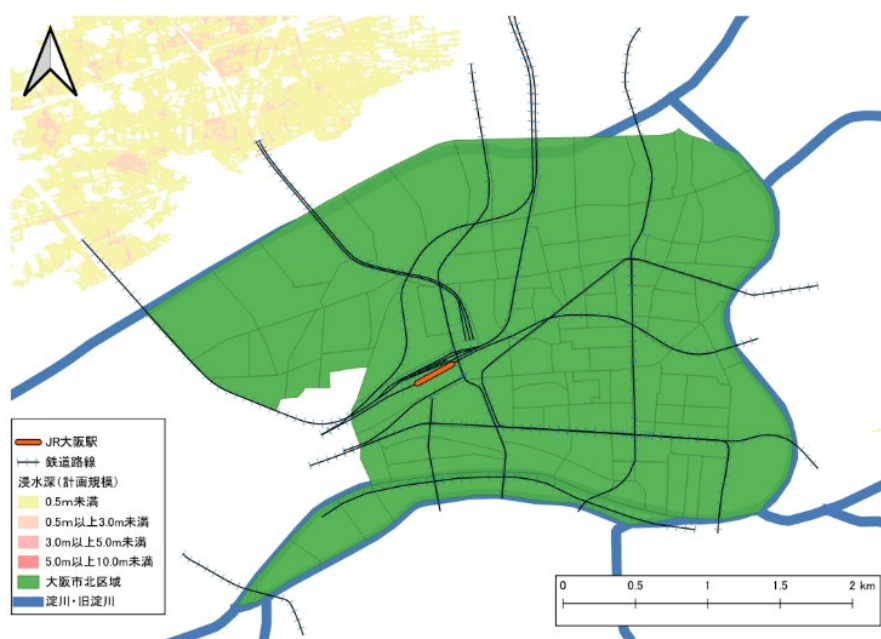 JR大阪駅
鉄道路線
浸水深(計画規模)
0.5m未満
0.5m以上3.0m未満
3.0m以上5.0m未満
5.0m以上10.0m未満
大阪市北区域
淀川・旧淀川
0 0.5 1 2 km